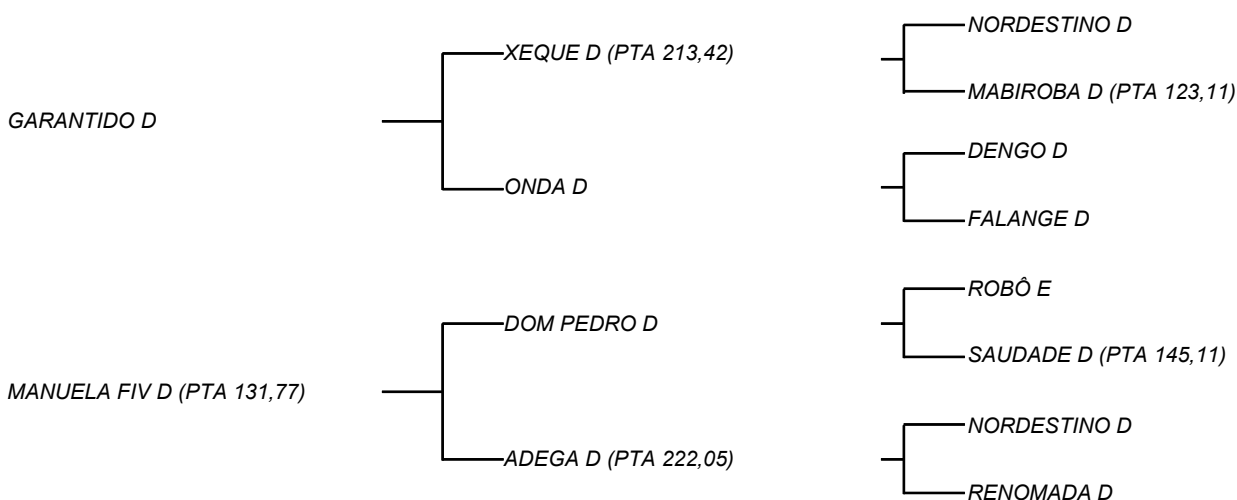 NORDESTINO D
XEQUE D (PTA 213,42)
MABIROBA D (PTA 123,11)
GARANTIDO D
DENGO D
ONDA D
FALANGE D
ROBÔ E
DOM PEDRO D
SAUDADE D (PTA 145,11)
MANUELA FIV D (PTA 131,77)
NORDESTINO D
ADEGA D (PTA 222,05)
RENOMADA D